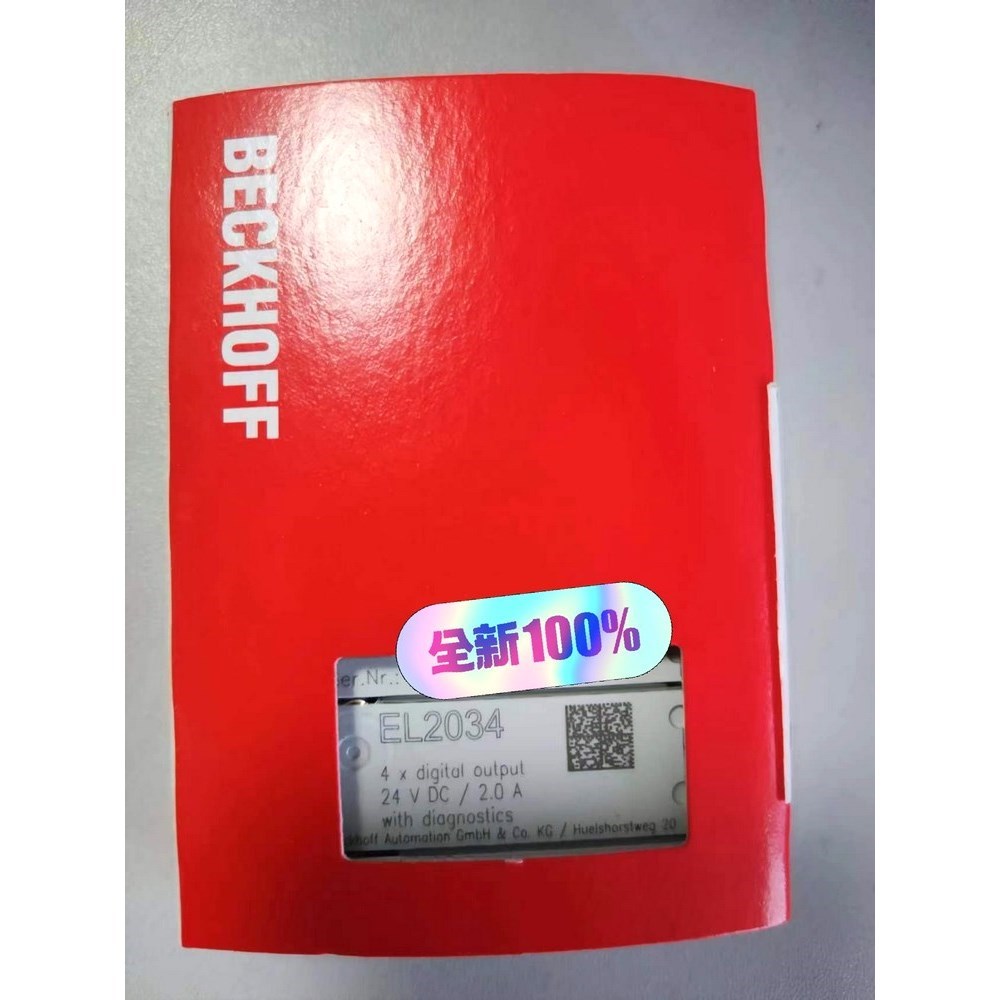 BECKHOFF
全新100%
er.Nr.:
EL2034
4 x digital output
24 V DC / 2.0 A
with diagnostics
khoff Automation GmbH & Co. KG / Huelshorstweg 20